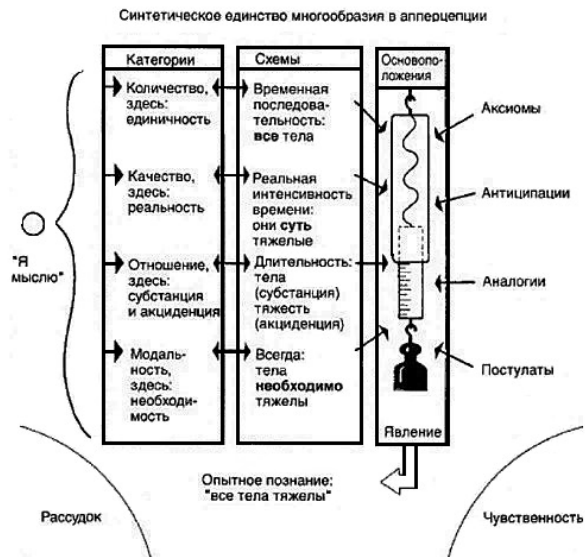 Синтетическое единство многообразия в апперцепции
Категории
Количество,
здесь:
единичность
Качество,
здесь:
реальность
Отношение,
здесь:
субстанция
и акциденция
Модаль-
ность,
здесь:
необходи-
мость
Схемы
Временная
последова-
тельность:
все тела
Реальная
интенсивность
времени:
они суть
тяжелые
Длительность:
тела
(субстанция)
тяжесть
(акциденция)
Всегда:
тела
необходимо
тяжелы
Основопо-
ложения
Явление
Аксиомы
Антиципации
Аналогии
Постулаты
"Я
мыслю"
Опытное познание:
"все тела тяжелы"
Рассудок
Чувственность